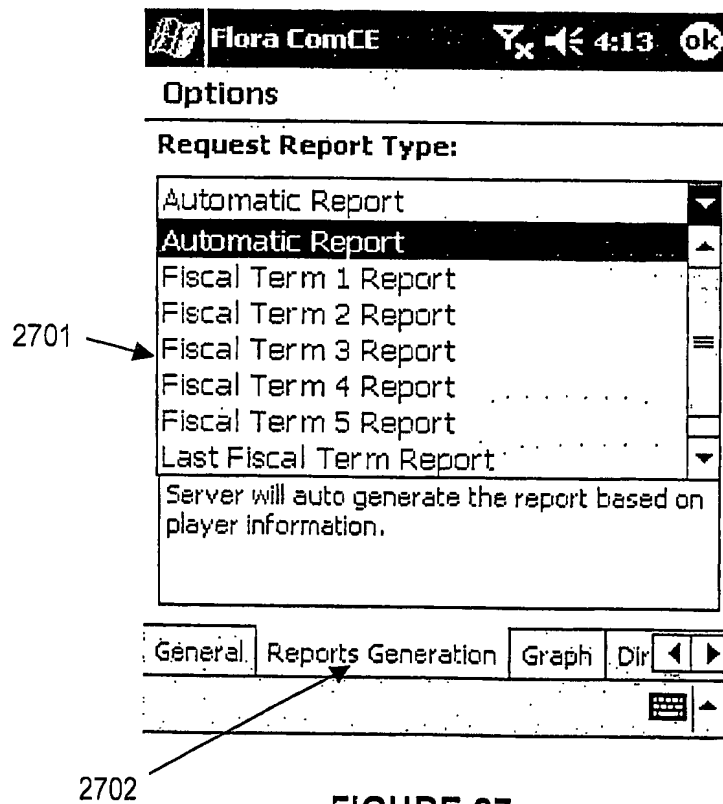 Flora ComCE 4:13 ok
Options
Request Report Type:
Automatic Report
Automatic Report
Fiscal Term 1 Report
Fiscal Term 2 Report
2701
Fiscal Term 3 Report
Fiscal Term 4 Report
Fiscal Term 5 Report
Last Fiscal Term Report
Server will auto generate the report based on
player information.
General Reports Generation Graph Dir
2702
FIGURE 27